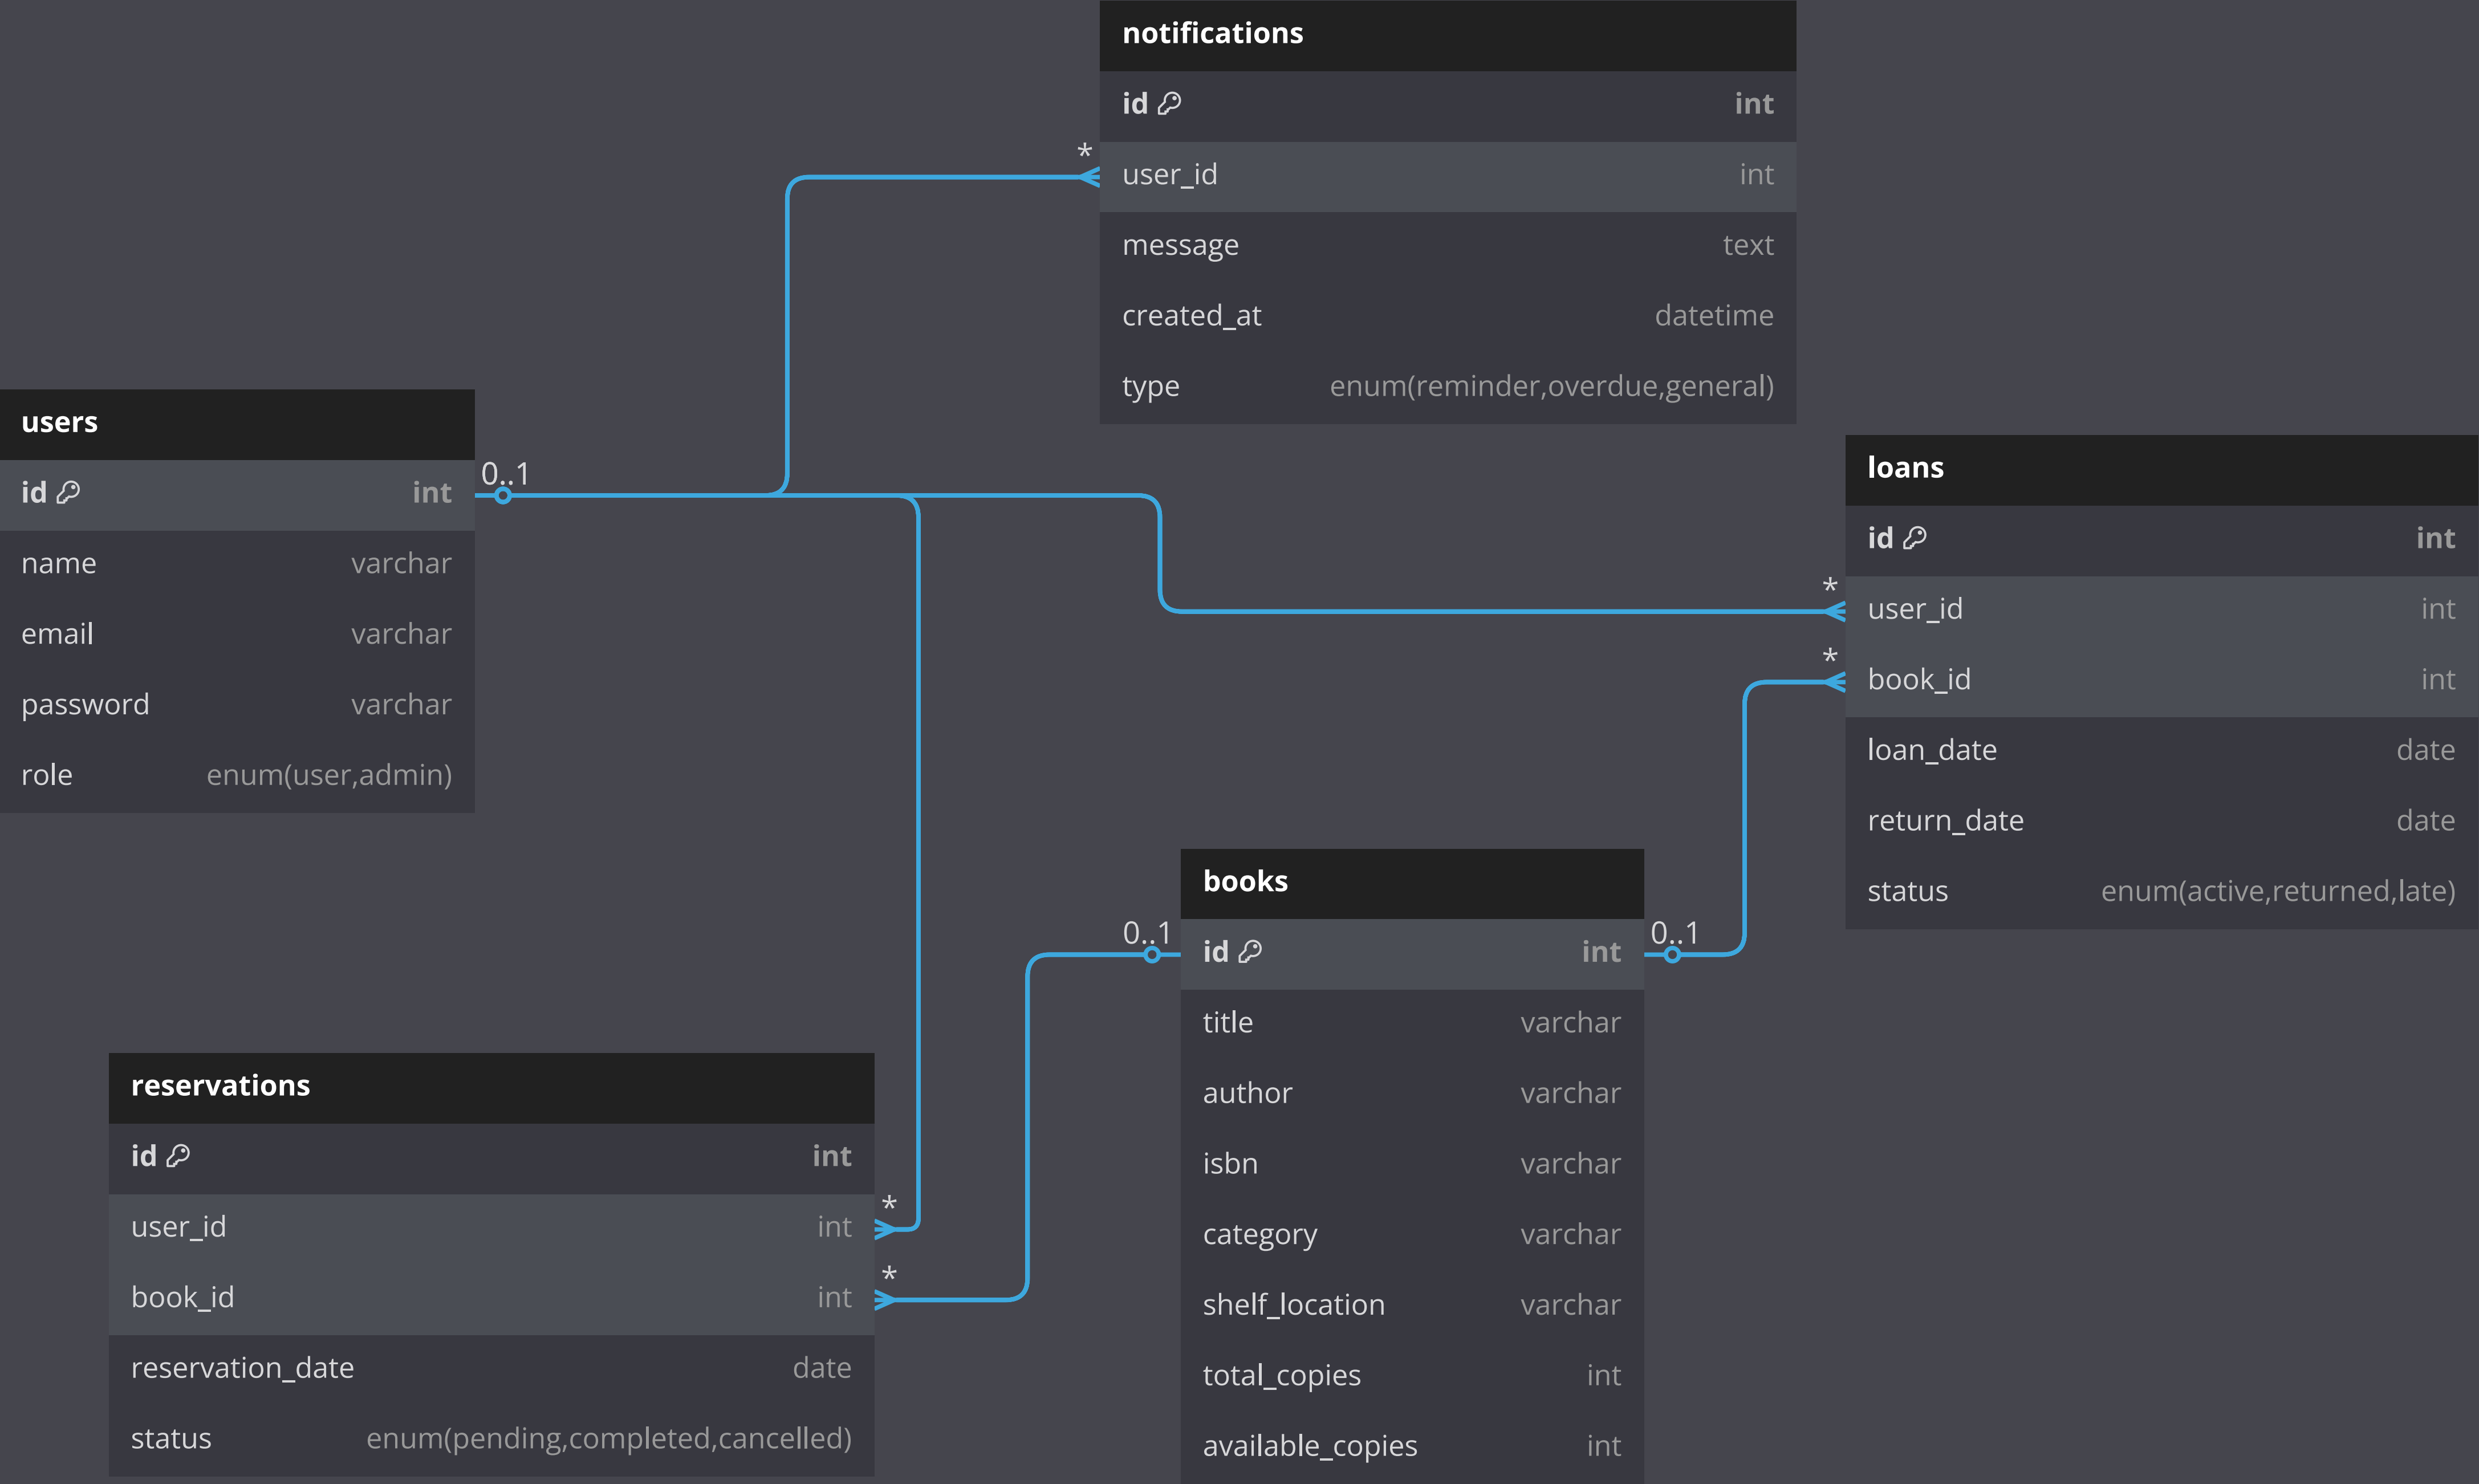 notifications
id int
*
user_id int
message text
created_at datetime
type enum(reminder,overdue,general)
users
0..1
id int
name varchar
email varchar
password varchar
role enum(user,admin)
loans
id int
*
user_id int
*
book_id int
loan_date date
return_date date
status enum(active,returned,late)
books
0..1
0..1
id int
title varchar
author varchar
isbn varchar
category varchar
shelf_location varchar
total_copies int
available_copies int
reservations
id int
*
user_id int
*
book_id int
reservation_date date
status enum(pending,completed,cancelled)